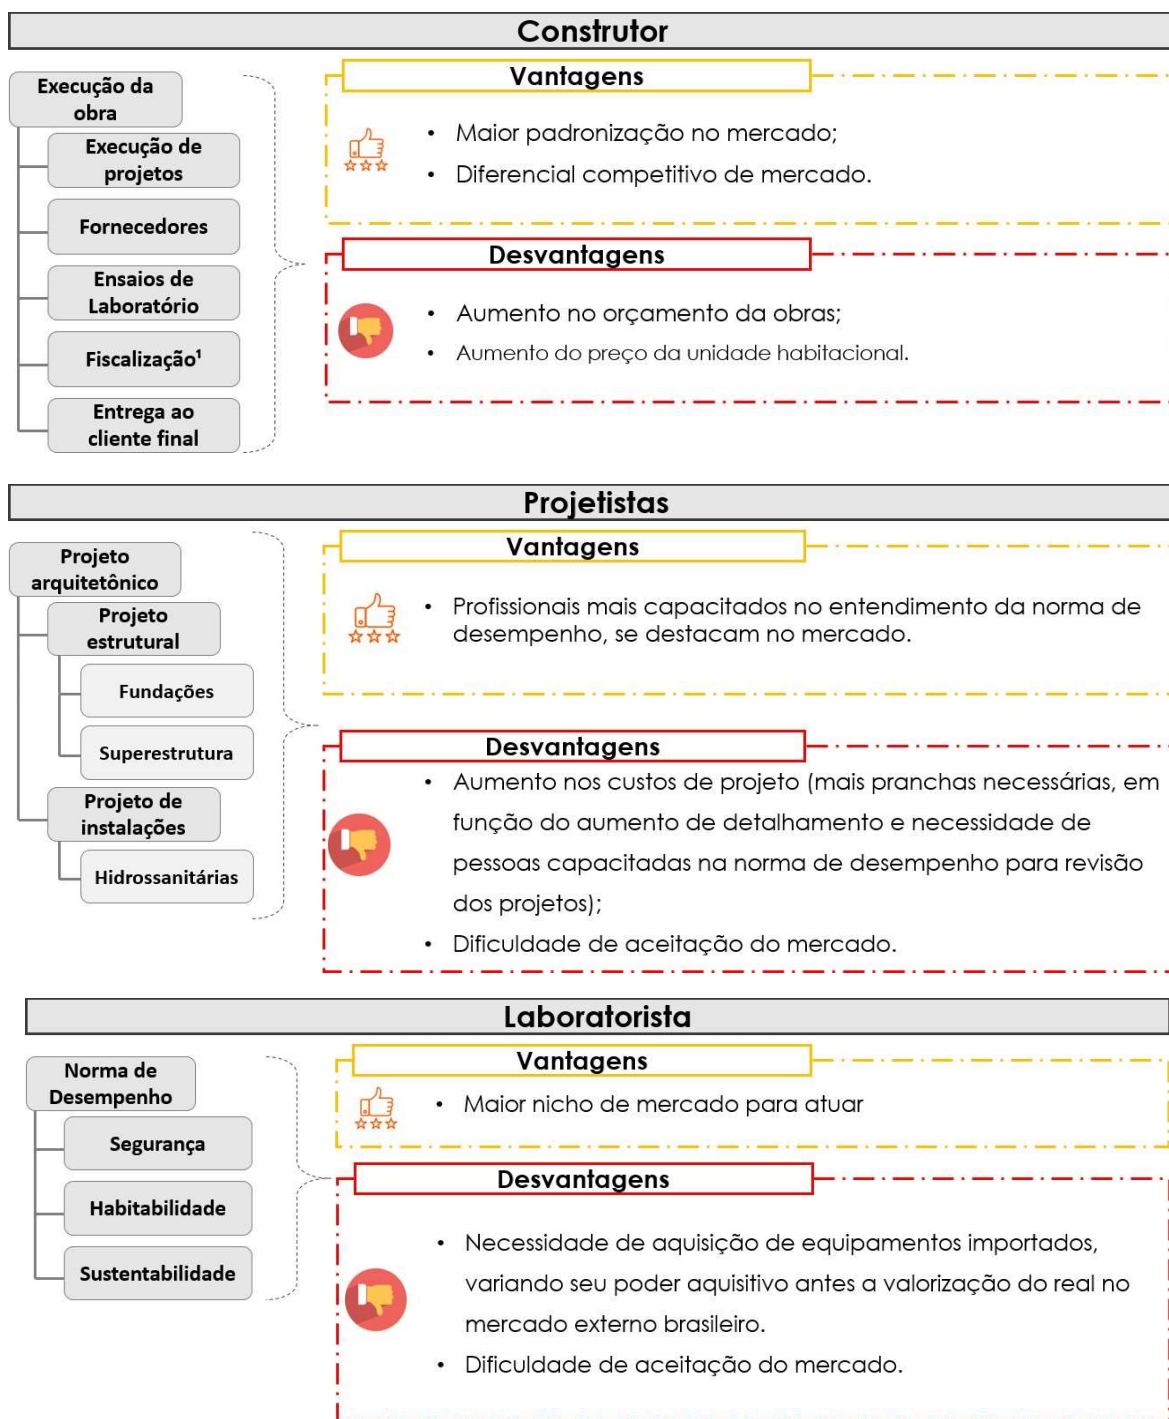 Construtor
Execução da
obra
Execução de
projetos
Fornecedores
Ensaios de
Laboratório
Fiscalização¹
Entrega ao
cliente final
Vantagens
• Maior padronização no mercado;
• Diferencial competitivo de mercado.
Desvantagens
• Aumento no orçamento da obras;
• Aumento do preço da unidade habitacional.
Projetistas
Projeto
arquitetônico
Projeto
estrutural
Fundações
Superestrutura
Projeto de
instalações
Hidrossanitárias
Vantagens
• Profissionais mais capacitados no entendimento da norma de
desempenho, se destacam no mercado.
Desvantagens
• Aumento nos custos de projeto (mais pranchas necessárias, em
função do aumento de detalhamento e necessidade de
pessoas capacitadas na norma de desempenho para revisão
dos projetos);
• Dificuldade de aceitação do mercado.
Laboratorista
Norma de
Desempenho
Segurança
Habitabilidade
Sustentabilidade
Vantagens
• Maior nicho de mercado para atuar
Desvantagens
• Necessidade de aquisição de equipamentos importados,
variando seu poder aquisitivo antes a valorização do real no
mercado externo brasileiro.
• Dificuldade de aceitação do mercado.